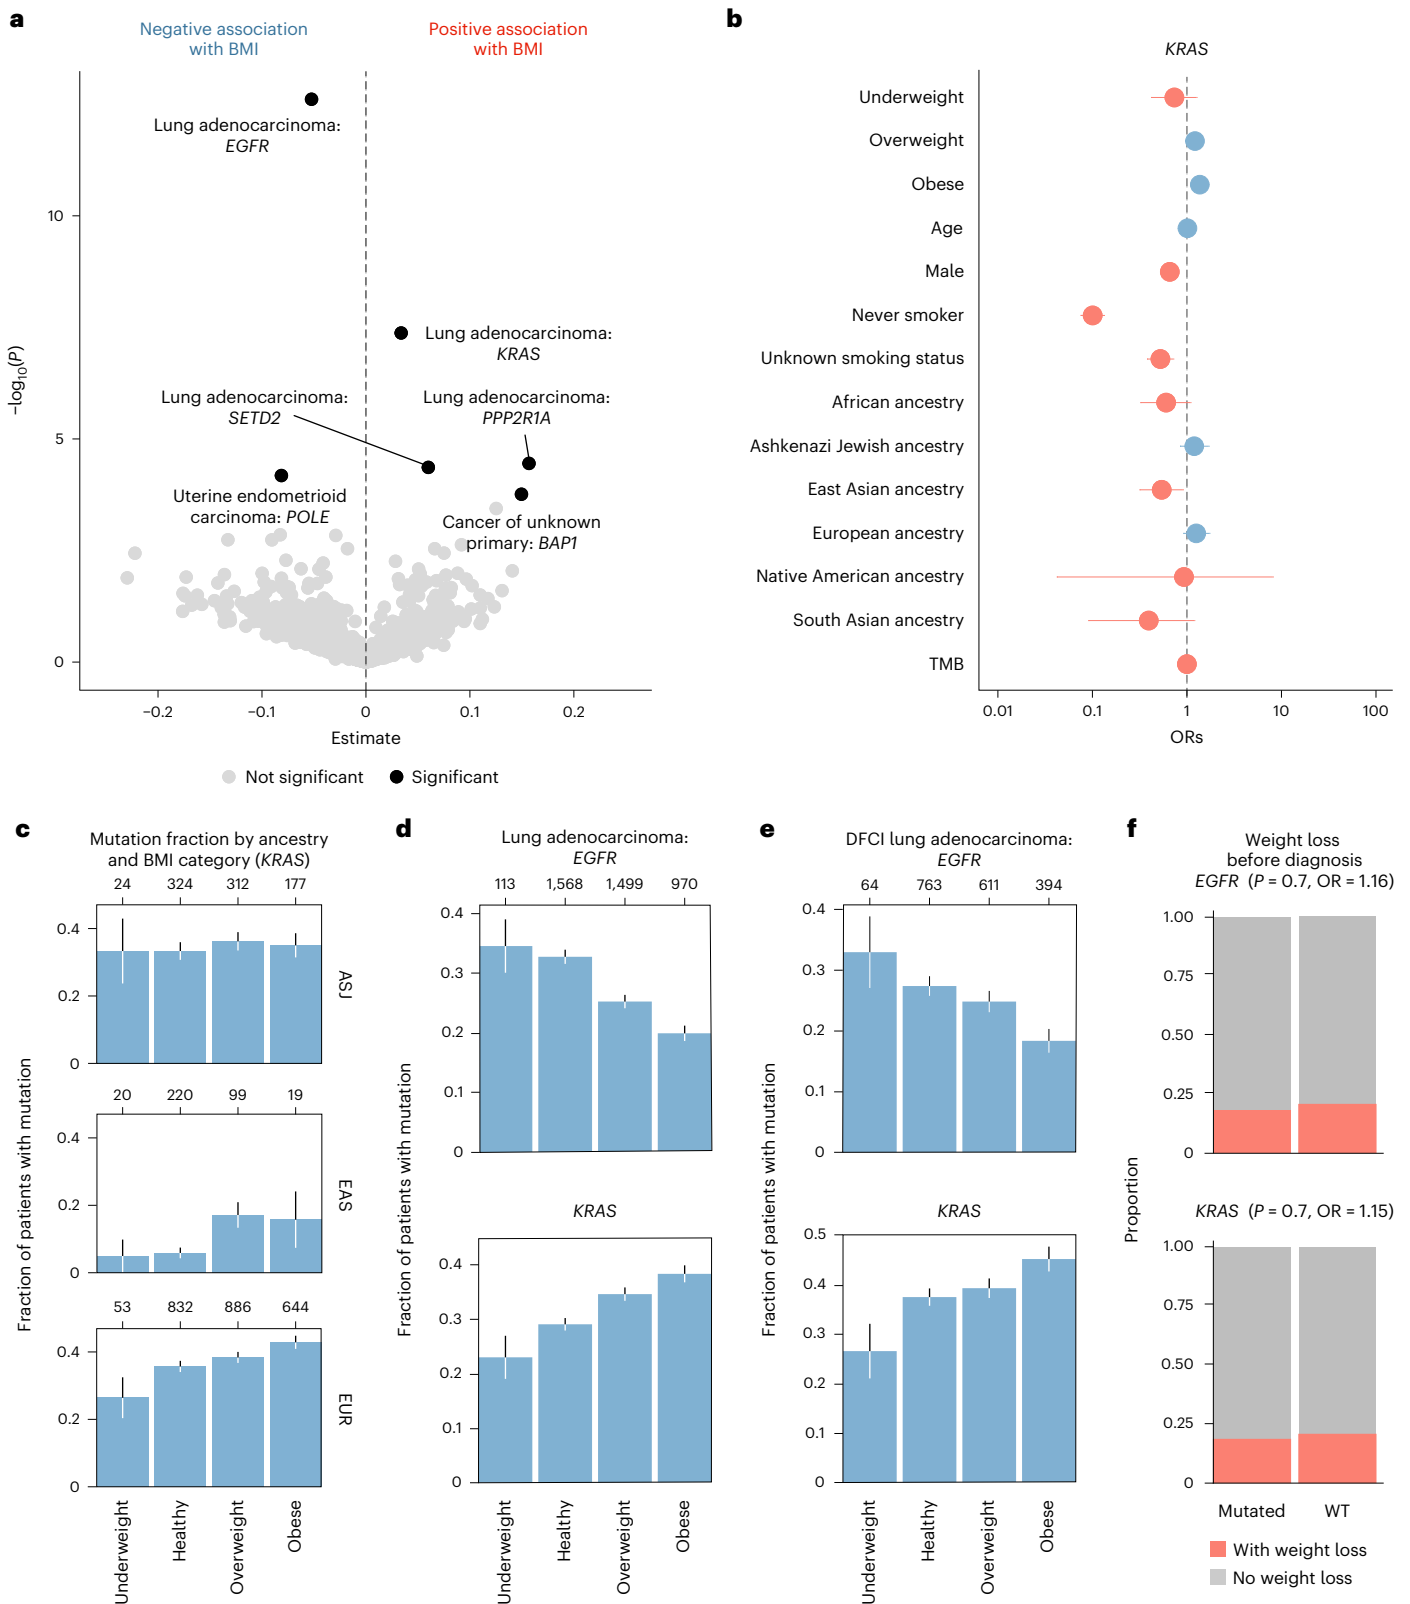 a
Negative association
with BMI
Positive association
with BMI
Lung adenocarcinoma:
EGFR
Lung adenocarcinoma:
KRAS
Lung adenocarcinoma:
SETD2
Lung adenocarcinoma:
PPP2R1A
Uterine endometrioid
carcinoma: POLE
Cancer of unknown
primary: BAP1
10
5
0
−log10(P)
−0.2
−0.1
0
0.1
0.2
Estimate
Not significant
Significant
b
KRAS
Underweight
Overweight
Obese
Age
Male
Never smoker
Unknown smoking status
African ancestry
Ashkenazi Jewish ancestry
East Asian ancestry
European ancestry
Native American ancestry
South Asian ancestry
TMB
0.01
0.1
1
10
100
ORs
c
Mutation fraction by ancestry
and BMI category (KRAS)
24
324
312
177
0.4
0.2
0
ASJ
20
220
99
19
0.4
0.2
0
EAS
53
832
886
644
0.4
0.2
0
EUR
Fraction of patients with mutation
Underweight
Healthy
Overweight
Obese
d
Lung adenocarcinoma:
EGFR
113
1,568
1,499
970
0.4
0.3
0.2
0.1
0
KRAS
0.4
0.3
0.2
0.1
0
Fraction of patients with mutation
Underweight
Healthy
Overweight
Obese
e
DFCI lung adenocarcinoma:
EGFR
64
763
611
394
0.4
0.3
0.2
0.1
0
KRAS
0.5
0.4
0.3
0.2
0.1
0
Fraction of patients with mutation
Underweight
Healthy
Overweight
Obese
f
Weight loss
before diagnosis
EGFR (P = 0.7, OR = 1.16)
1.00
0.75
0.50
0.25
0
KRAS (P = 0.7, OR = 1.15)
1.00
0.75
0.50
0.25
0
Proportion
Mutated
WT
With weight loss
No weight loss